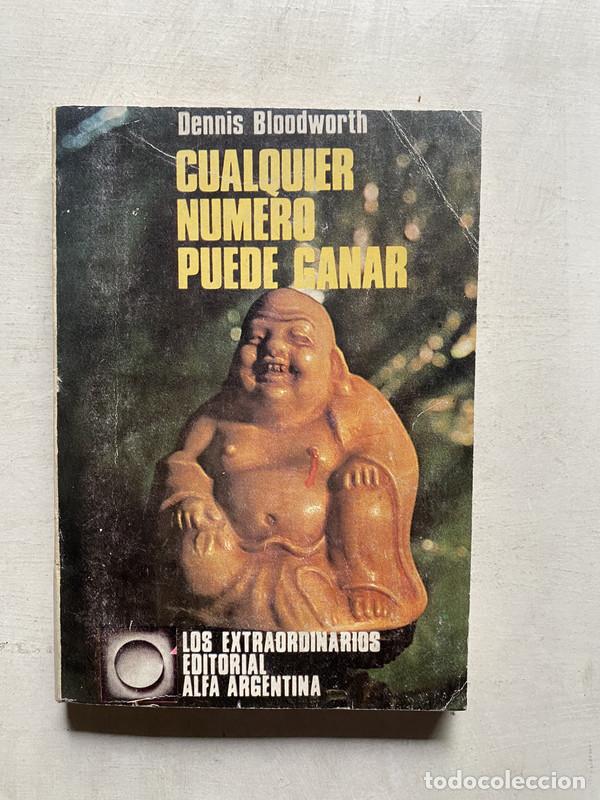 Dennis Bloodworth
CUALQUIER
NUMERO
PUEDE GANAR
LOS EXTRAORDINARIOS
EDITORIAL
ALFA ARGENTINA
todocoleccion